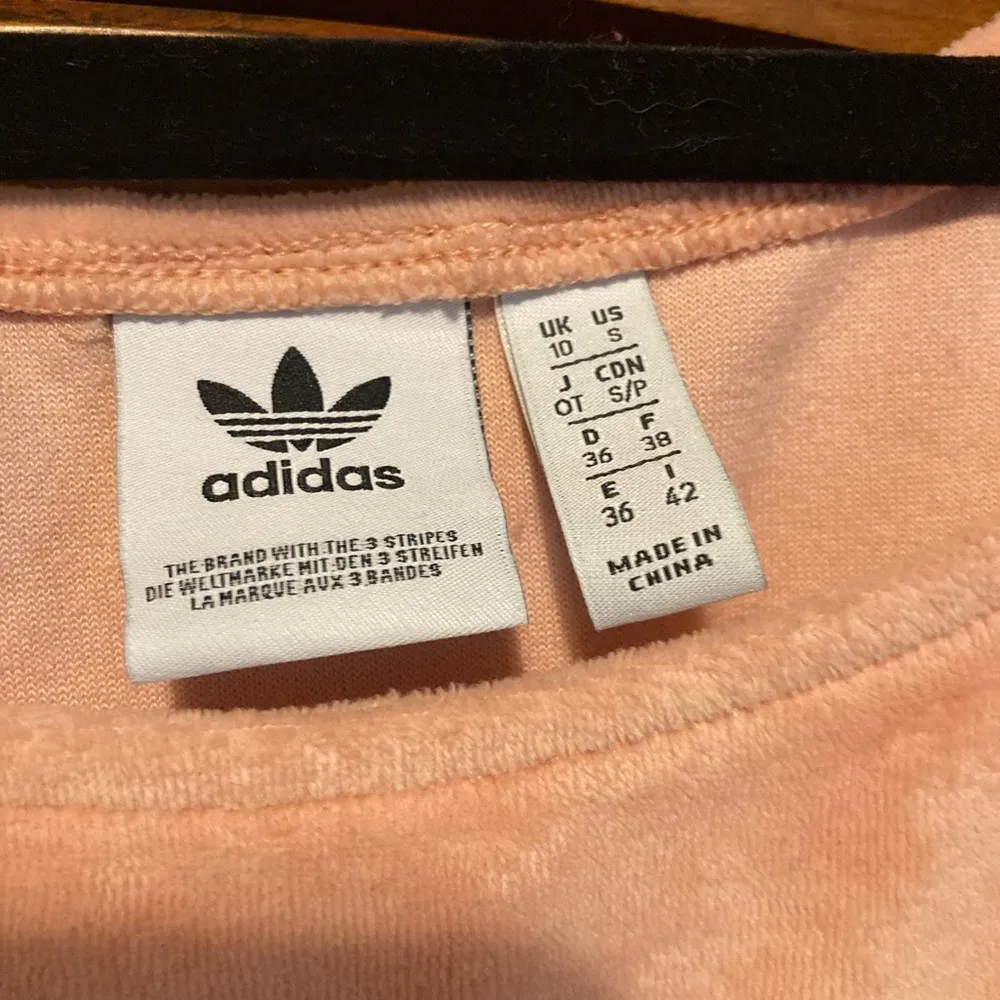 adidas
THE BRAND WITH THE 3 STRIPES
DIE WELTMARKE MIT DEN 3 STREIFEN
LA MARQUE AUX 3 BANDES
UK US
10 S
J CDN
OT S/P
D F
36 38
E I
36 42
MADE IN
CHINA